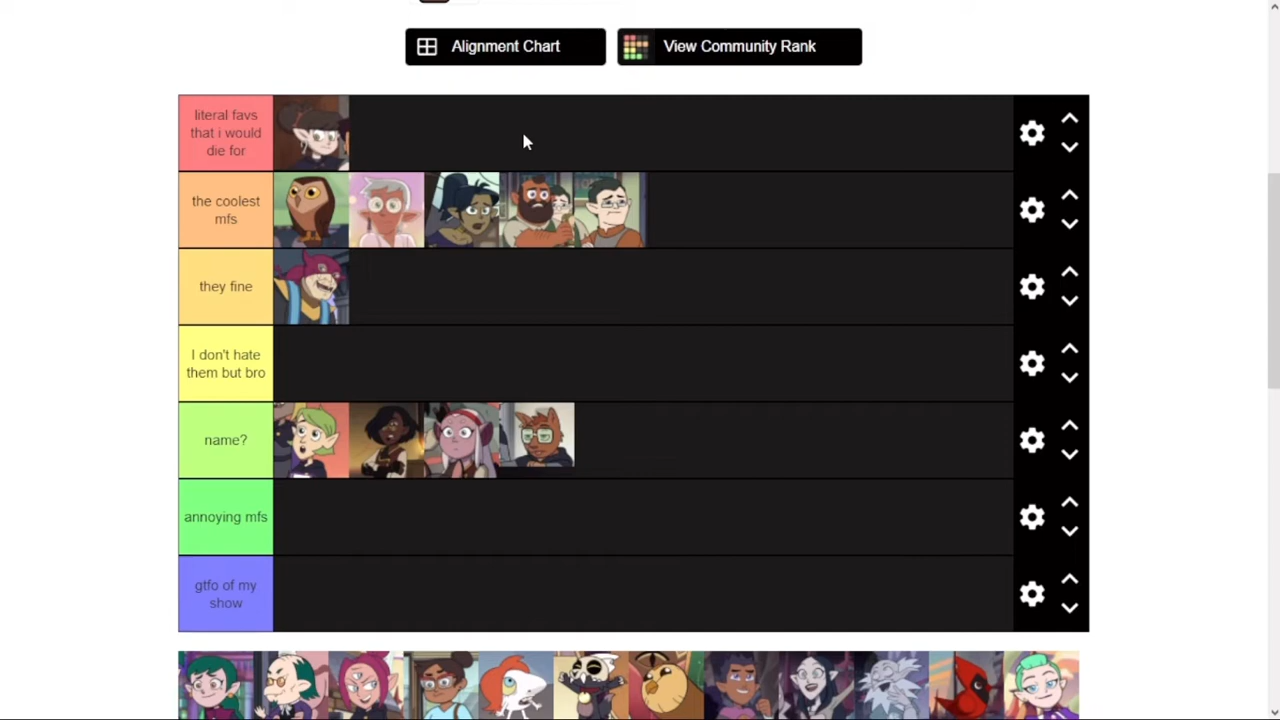 Alignment Chart
View Community Rank
literal favs
that i would
die for
the coolest
mfs
they fine
I don't hate
them but bro
name?
annoying mfs
gtfo of my
show